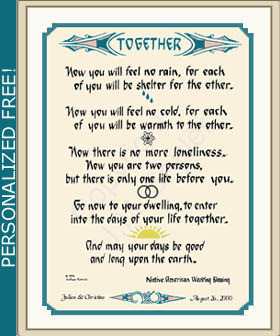 PERSONALIZED FREE!
TOGETHER
Now you will feel no rain, for each
of you will be shelter for the other..
Now you will feel no cold, for each
of you will be warmth to the other..
Now there is no more loneliness..
Now you are two persons,
but there is only one life before you..
Go now to your dwelling, to enter
into the days of your life together..
And may your days be good
and long upon the earth..
Native American Wedding Blessing
Julian & Christina
August 26, 2000